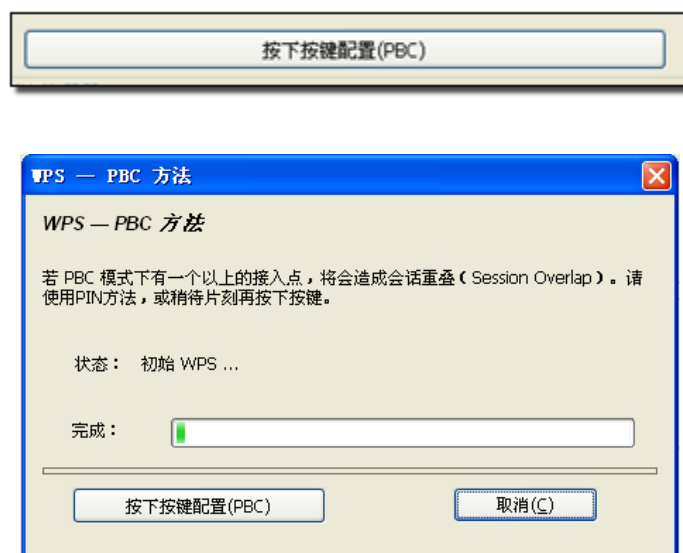 按下按键配置(PBC)
WPS — PBC 方法
WPS — PBC 方法
若 PBC 模式下有一个以上的接入点，将会造成会话重叠（Session Overlap）。请
使用PIN方法，或稍待片刻再按下按键。
状态： 初始 WPS ...
完成：
按下按键配置(PBC) 取消(C)